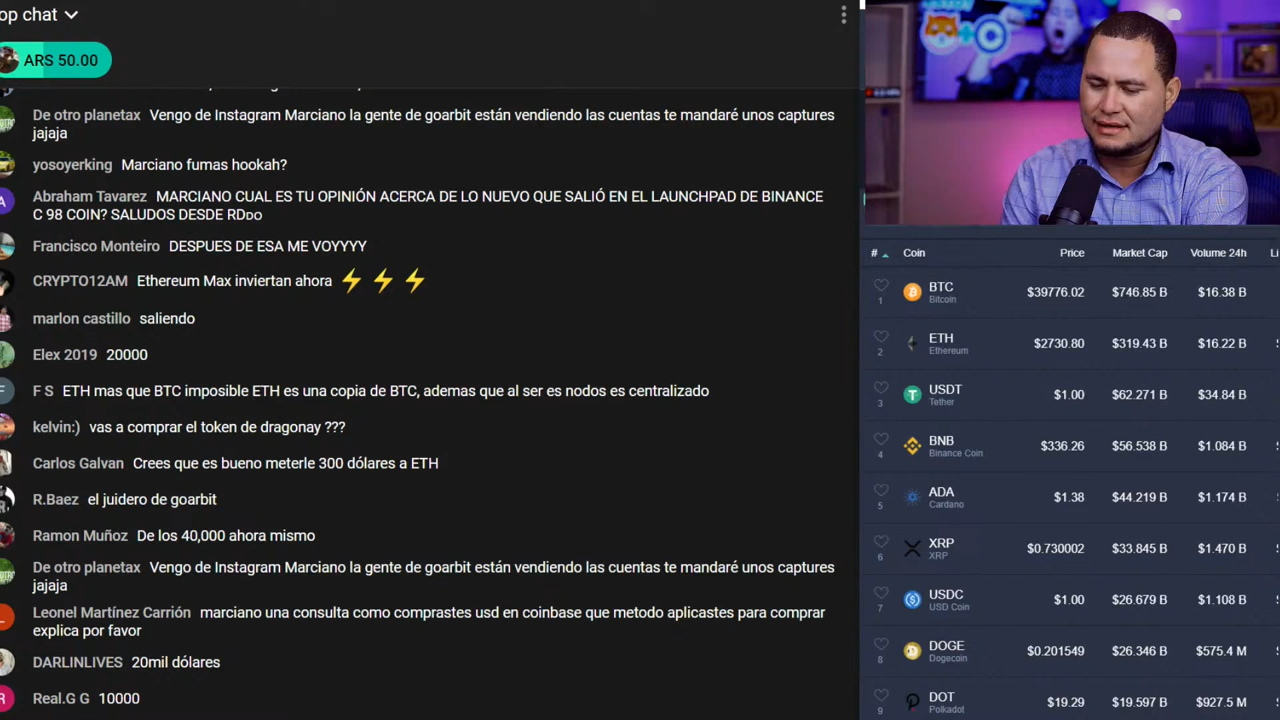 op chat
ARS 50.00
De otro planetax Vengo de Instagram Marciano la gente de goarbit están vendiendo las cuentas te mandaré unos captures
jajaja
yosoyerking Marciano fumas hookah?
Abraham Tavarez MARCIANO CUAL ES TU OPINIÓN ACERCA DE LO NUEVO QUE SALIÓ EN EL LAUNCHPAD DE BINANCE
C 98 COIN? SALUDOS DESDE RDDO
Francisco Monteiro DESPUES DE ESA ME VOYYYY
CRYPTO12AM Ethereum Max inviertan ahora ⚡ ⚡ ⚡
marlon castillo saliendo
Elex 2019 20000
F S ETH mas que BTC imposible ETH es una copia de BTC, ademas que al ser es nodos es centralizado
kelvin:) vas a comprar el token de dragonay ???
Carlos Galvan Crees que es bueno meterle 300 dólares a ETH
R.Baez el juidero de goarbit
Ramon Muñoz De los 40,000 ahora mismo
De otro planetax Vengo de Instagram Marciano la gente de goarbit están vendiendo las cuentas te mandaré unos captures
jajaja
Leonel Martínez Carrión marciano una consulta como comprastes usd en coinbase que metodo aplicastes para comprar
explica por favor
DARLINLIVES 20mil dólares
Real.G G 10000
# Coin Price Market Cap Volume 24h Li
1 BTC Bitcoin $39776.02 $746.85 B $16.38 B
2 ETH Ethereum $2730.80 $319.43 B $16.22 B
3 USDT Tether $1.00 $62.271 B $34.84 B
4 BNB Binance Coin $336.26 $56.538 B $1.084 B
5 ADA Cardano $1.38 $44.219 B $1.174 B
6 XRP XRP $0.730002 $33.845 B $1.470 B
7 USDC USD Coin $1.00 $26.679 B $1.108 B
8 DOGE Dogecoin $0.201549 $26.346 B $575.4 M
9 DOT Polkadot $19.29 $19.597 B $927.5 M